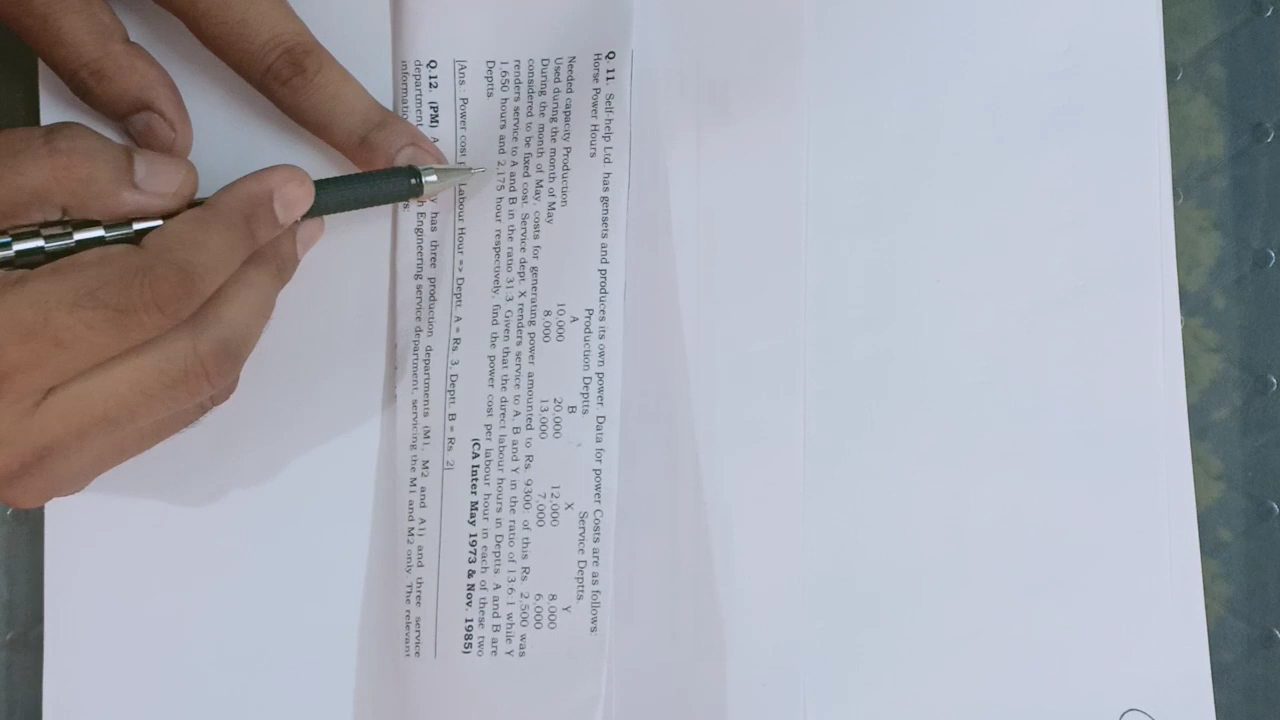 Q. 11. Self-help Ltd. has gensets and produces its own power. Data for power Costs are as follows:
Horse Power Hours Production Deptts. Service Deptts.
A B X Y
Needed capacity Production 10,000 20,000 12,000 8,000
Used during the month of May 8,000 13,000 7,000 6,000
During the month of May, costs for generating power amounted to Rs. 9300; of this Rs. 2,500 was
considered to be fixed cost. Service dept. X renders service to A, B and Y in the ratio of 13:6:1 while Y
renders service to A and B in the ratio 31:3. Given that the direct labour hours in Deptts. A and B are
1,650 hours and 2,175 hour respectively, find the power cost per labour hour in each of these two
Deptts. (CA Inter May 1973 & Nov. 1985)
[Ans.: Power cost Labour Hour => Deptt. A = Rs. 3, Deptt. B = Rs. 2]
Q.12. (PM) A has three production departments (M1, M2 and A1) and three service
department Engineering service department, servicing the M1 and M2 only. The relevant